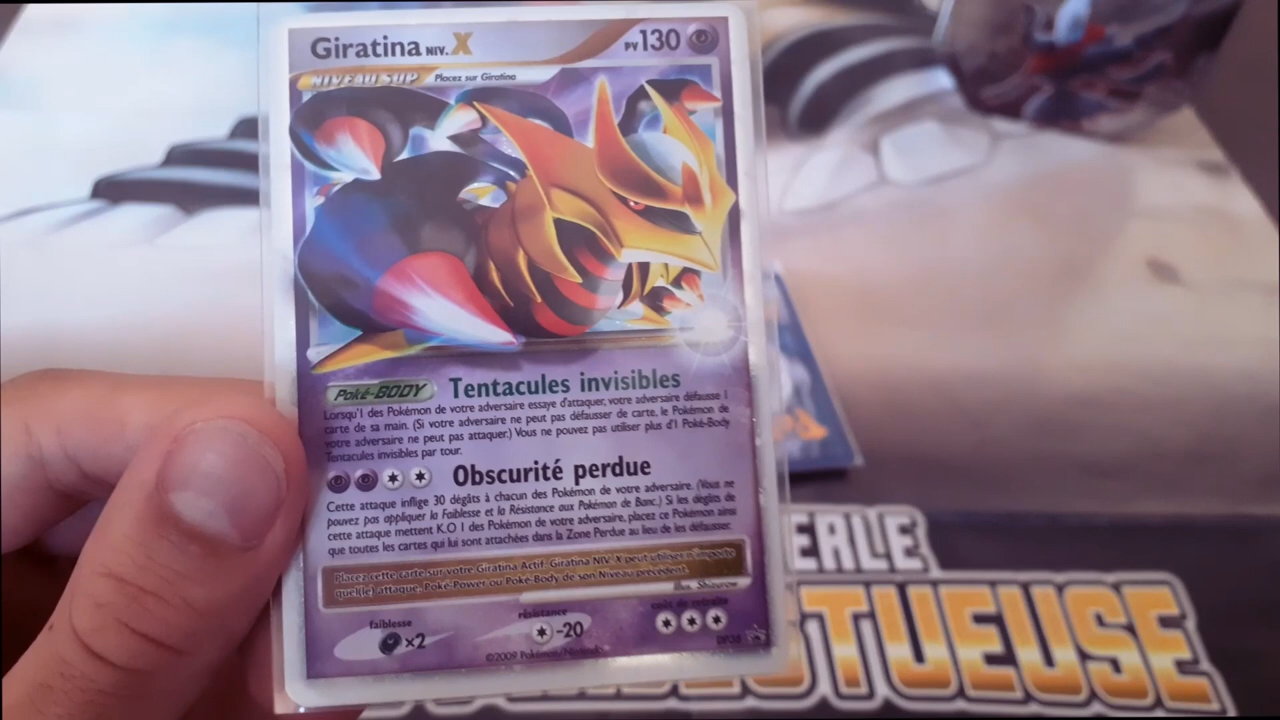 Giratina NIV.X PV130
NIVEAU SUP Placez sur Giratina
Poké-BODY Tentacules invisibles
Lorsqu'1 des Pokémon de votre adversaire essaye d'attaquer, votre adversaire défausse 1
carte de sa main. (Si votre adversaire ne peut pas défausser de carte, le Pokémon de
votre adversaire ne peut pas attaquer.) Vous ne pouvez pas utiliser plus d'1 Poké-Body
Tentacules invisibles par tour.
Obscurité perdue
Cette attaque inflige 30 dégâts à chacun des Pokémon de votre adversaire. (Vous ne
pouvez pas appliquer la Faiblesse et la Résistance aux Pokémon de Banc.) Si les dégâts de
cette attaque mettent K.O 1 des Pokémon de votre adversaire, placez ce Pokémon ainsi
que toutes les cartes qui lui sont attachées dans la Zone Perdue au lieu de les défausser.
Placez cette carte sur votre Giratina Actif. Giratina NIV. X peut utiliser n'importe
quel(le) attaque, Poké-Power ou Poké-Body de son Niveau précédent.
Illus. Shizurow
faiblesse résistance coût de retraite
×2 -20
©2009 Pokémon/Nintendo
ERLE
TUEUSE